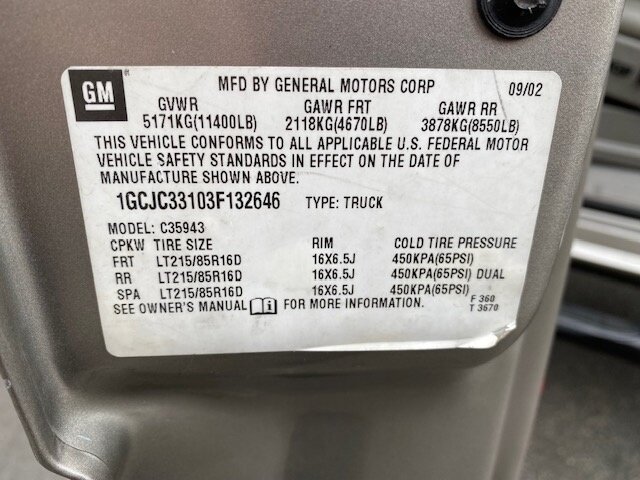 GM MFD BY GENERAL MOTORS CORP 09/02
GVWR GAWR FRT GAWR RR
5171KG(11400LB) 2118KG(4670LB) 3878KG(8550LB)
THIS VEHICLE CONFORMS TO ALL APPLICABLE U.S. FEDERAL MOTOR
VEHICLE SAFETY STANDARDS IN EFFECT ON THE DATE OF
MANUFACTURE SHOWN ABOVE.
1GCJC33103F132646 TYPE: TRUCK
MODEL: C35943
CPKW TIRE SIZE RIM COLD TIRE PRESSURE
FRT LT215/85R16D 16X6.5J 450KPA(65PSI)
RR LT215/85R16D 16X6.5J 450KPA(65PSI) DUAL
SPA LT215/85R16D 16X6.5J 450KPA(65PSI)
SEE OWNER'S MANUAL FOR MORE INFORMATION. F 360
T 3670